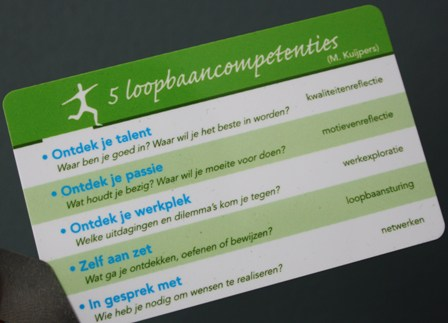 5 loopbaancompetenties
(M. Kuijpers)
• Ontdek je talent
Waar ben je goed in? Waar wil je het beste in worden?
kwaliteitenreflectie
• Ontdek je passie
Wat houdt je bezig? Waar wil je moeite voor doen?
motievenreflectie
• Ontdek je werkplek
Welke uitdagingen en dilemma's kom je tegen?
werkexploratie
• Zelf aan zet
Wat ga je ontdekken, oefenen of bewijzen?
loopbaansturing
• In gesprek met
Wie heb je nodig om wensen te realiseren?
netwerken